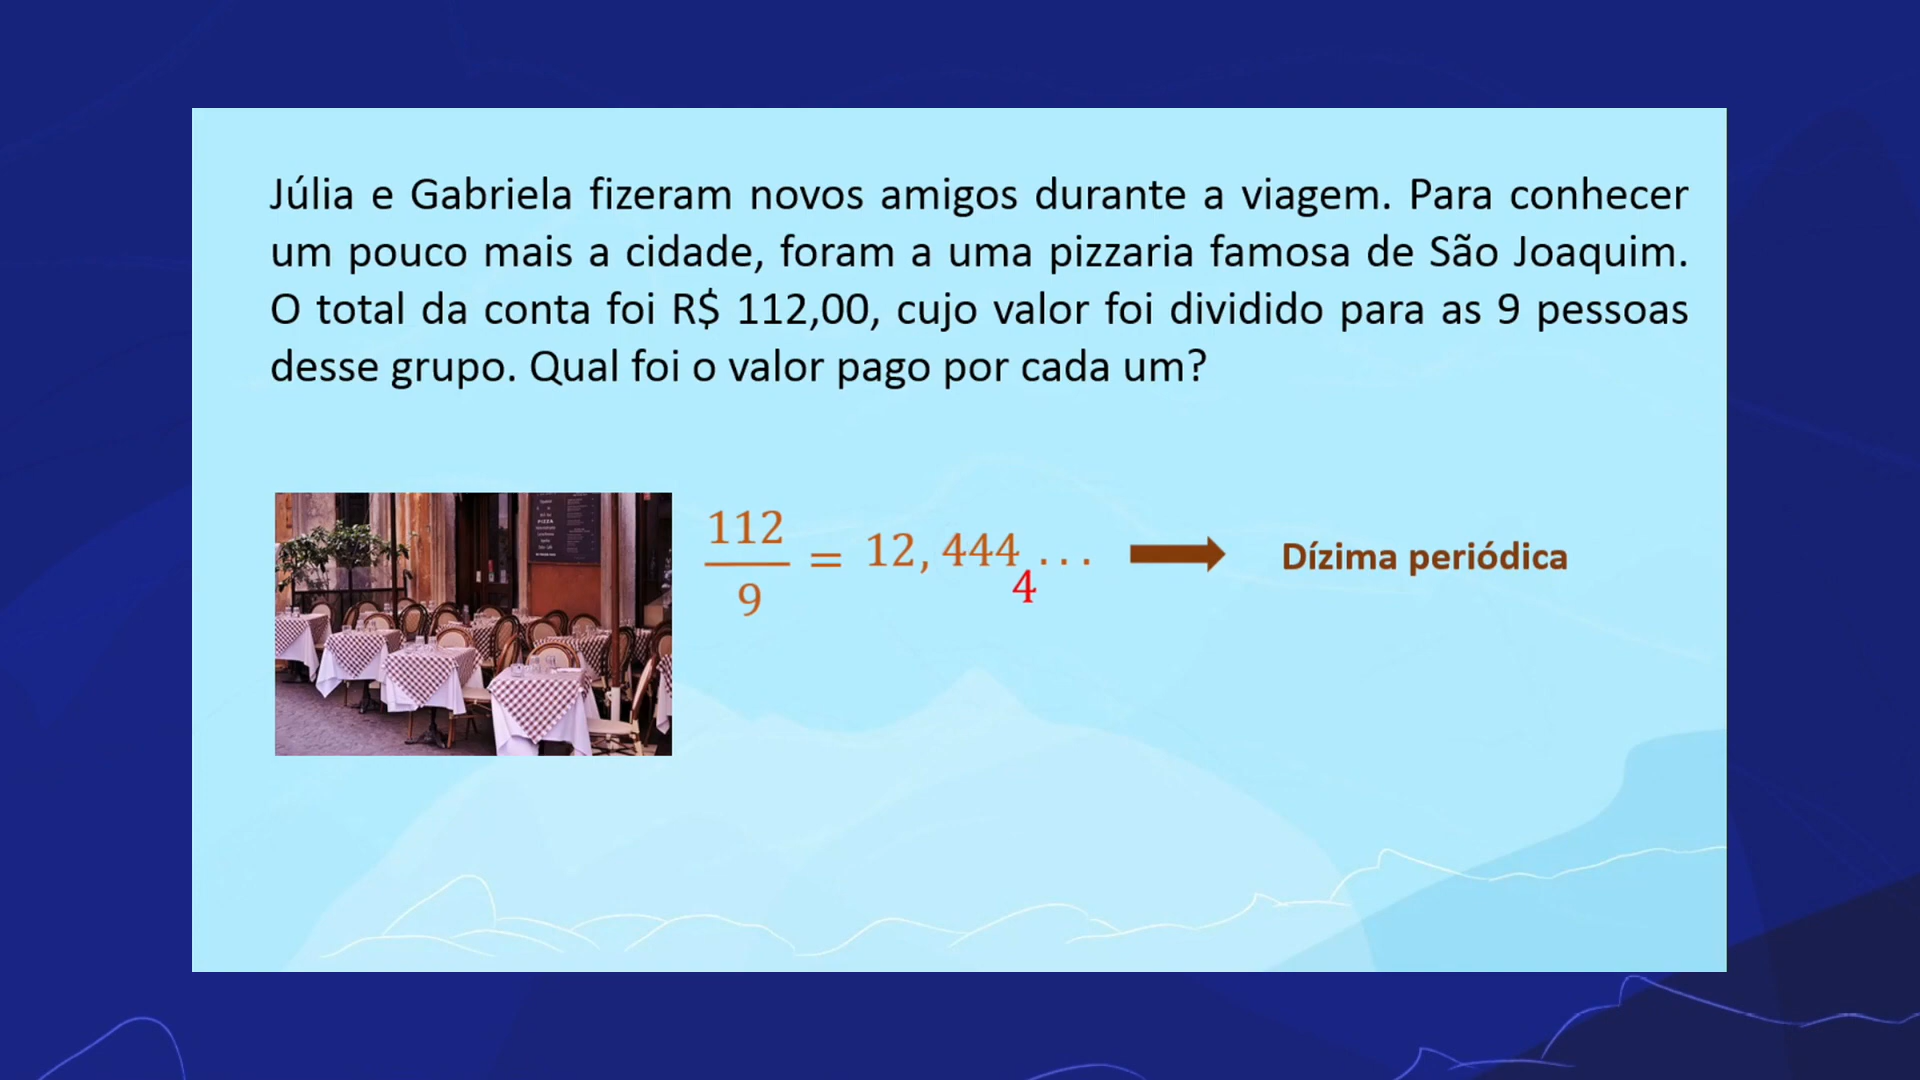 Júlia e Gabriela fizeram novos amigos durante a viagem. Para conhecer
um pouco mais a cidade, foram a uma pizzaria famosa de São Joaquim.
O total da conta foi R$ 112,00, cujo valor foi dividido para as 9 pessoas
desse grupo. Qual foi o valor pago por cada um?
PIZZA
112
9
= 12, 444 . . .
4
Dízima periódica